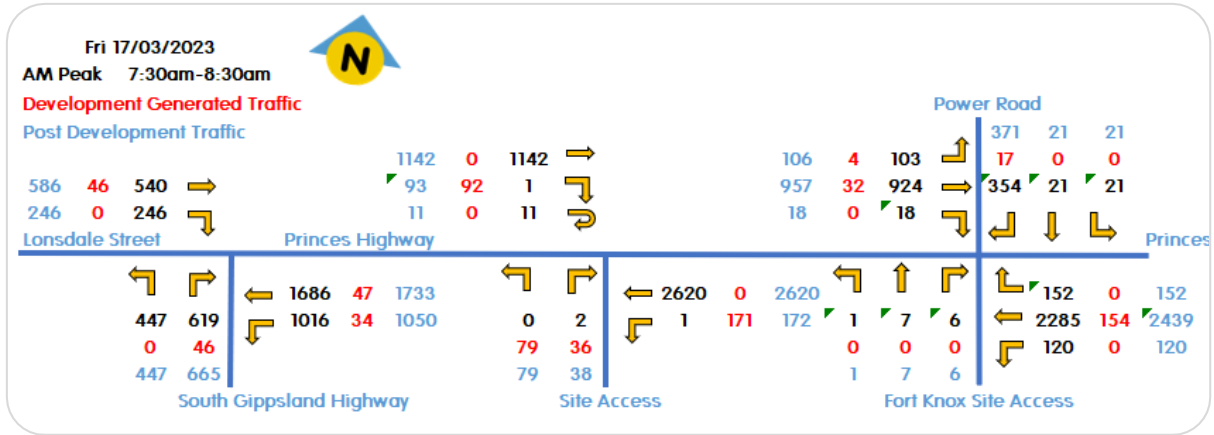 Fri 17/03/2023
AM Peak 7:30am-8:30am
N
Development Generated Traffic
Post Development Traffic
Power Road
371 21 21
17 0 0
354 21 21
586 46 540
246 0 246
1142 0 1142
93 92 1
11 0 11
106 4 103
957 32 924
18 0 18
Lonsdale Street
Princes Highway
Princes
447 619
0 46
447 665
1686 47 1733
1016 34 1050
0 2
79 36
79 38
2620 0 2620
1 171 172
1 7 6
0 0 0
1 7 6
152 0 152
2285 154 2439
120 0 120
South Gippsland Highway
Site Access
Fort Knox Site Access